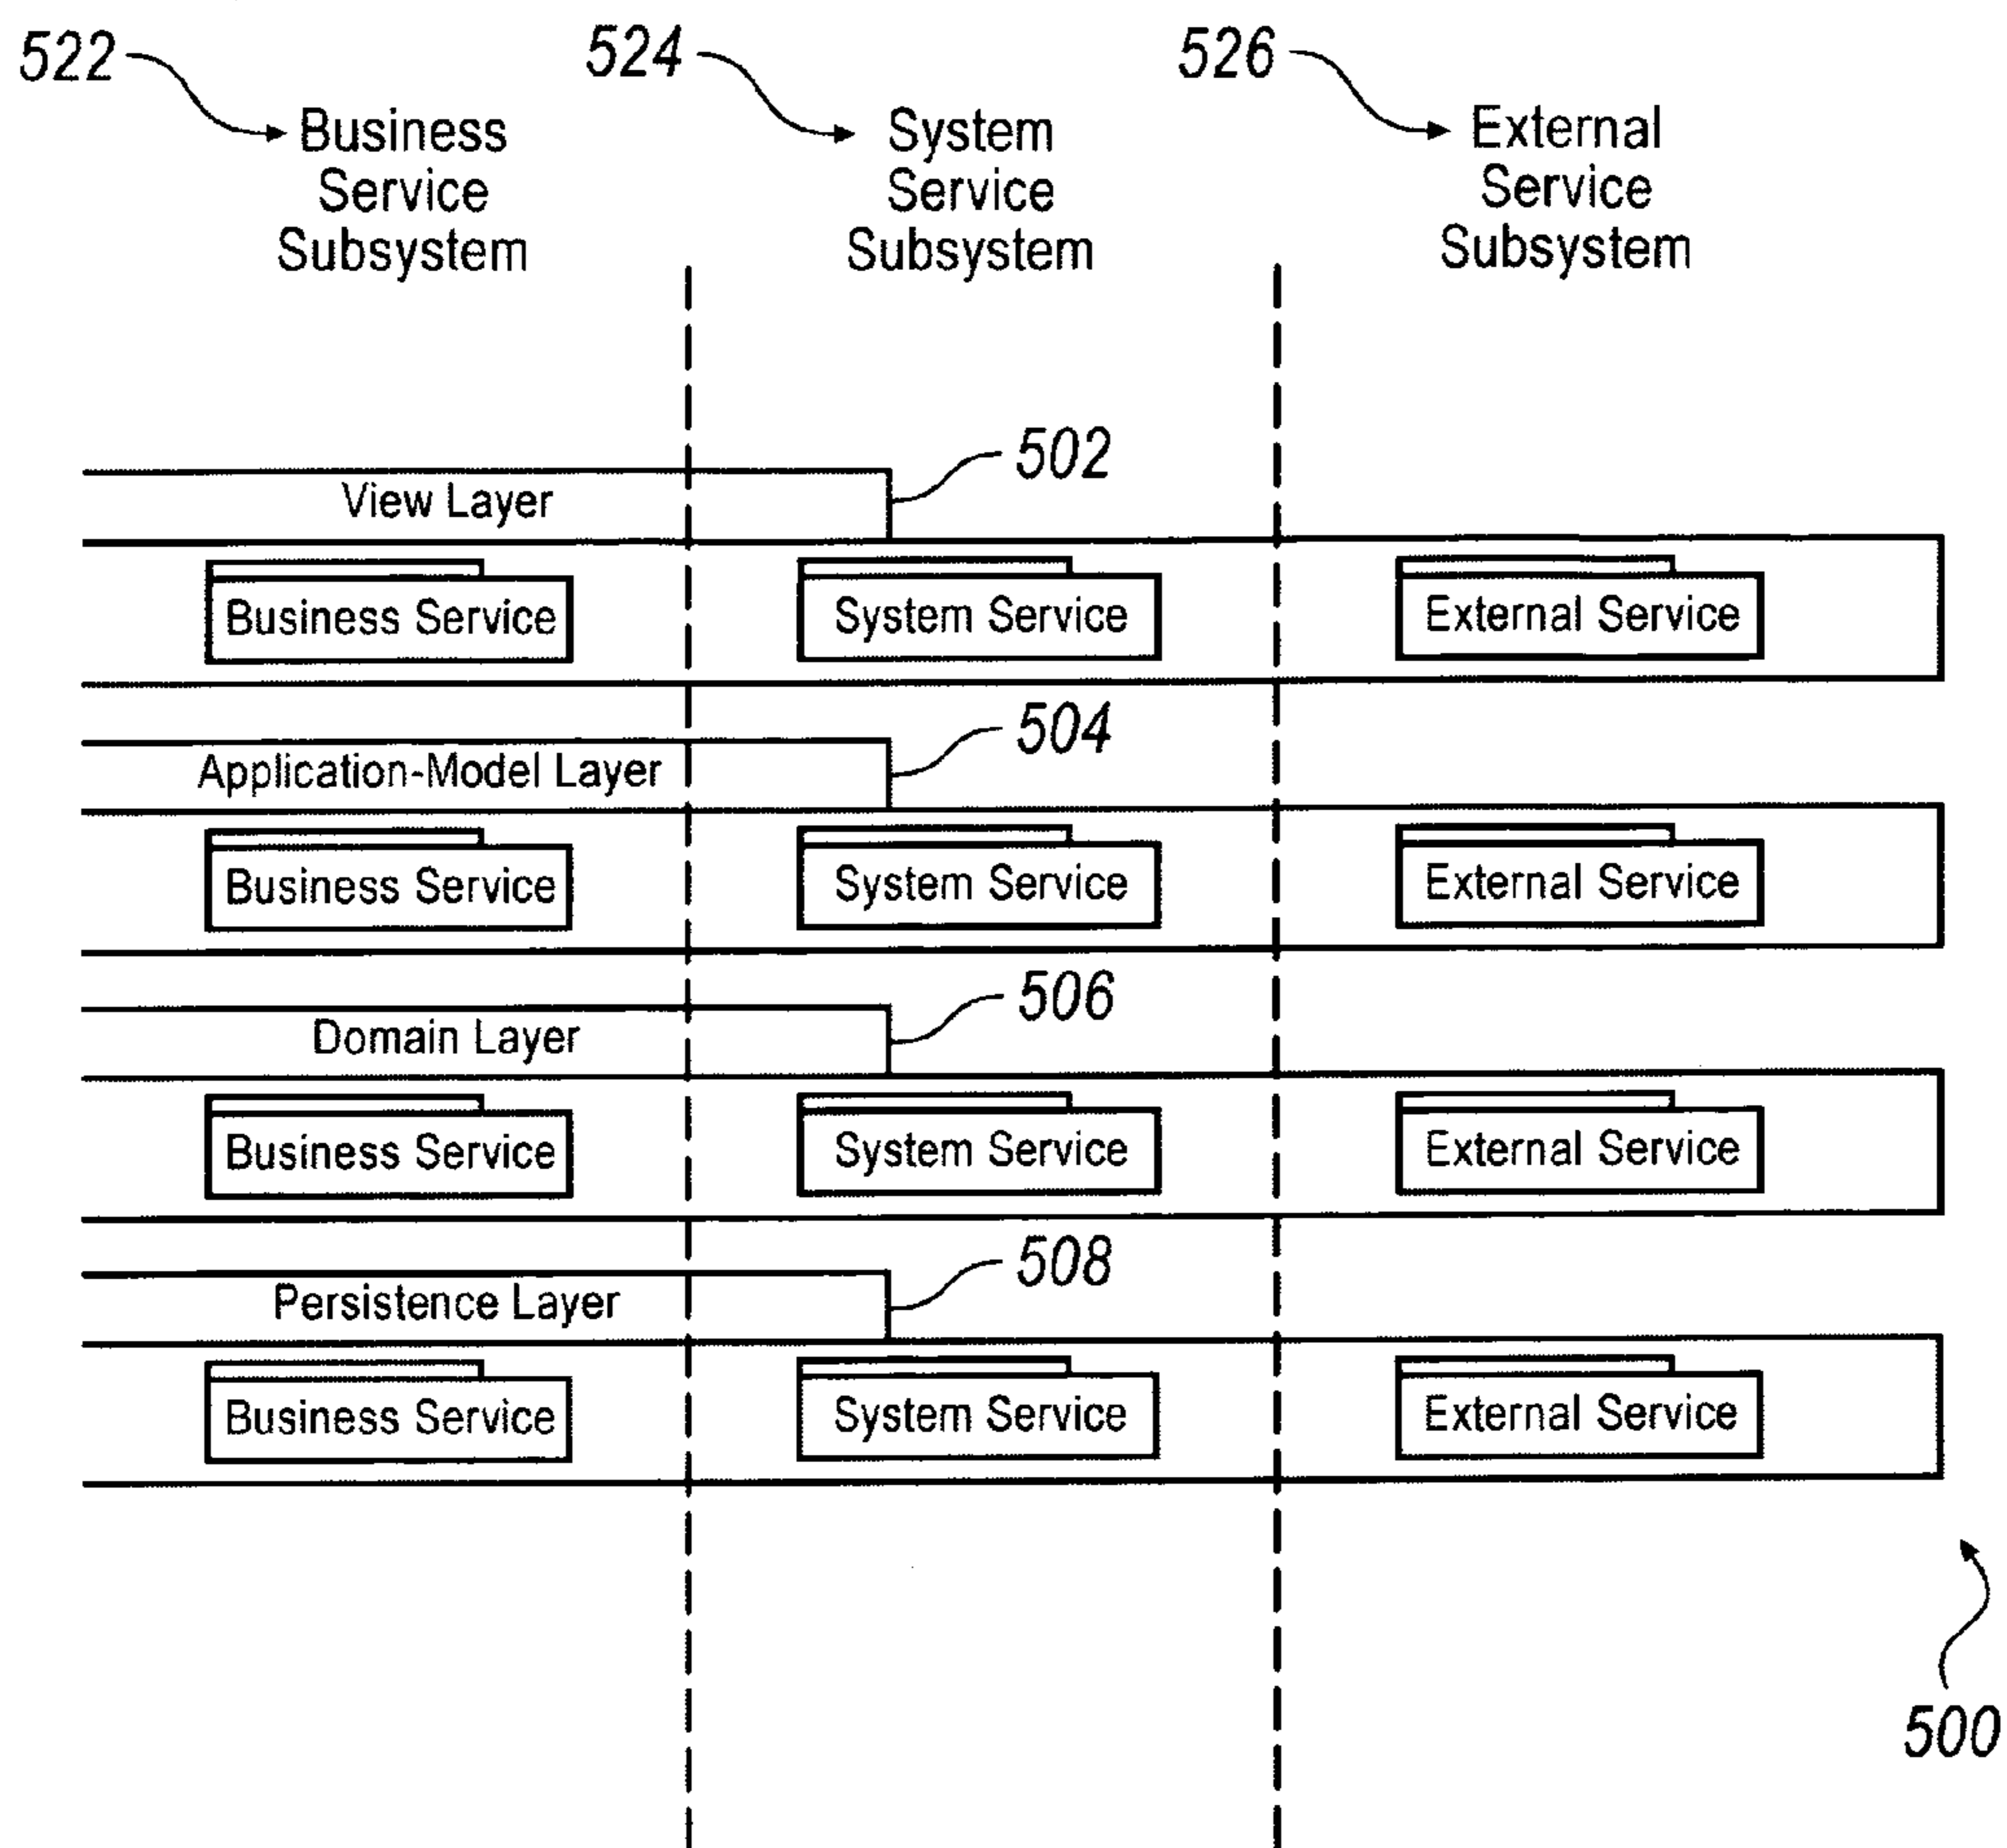 522
524
526
Business
Service
Subsystem
System
Service
Subsystem
External
Service
Subsystem
502
View Layer
Business Service
System Service
External Service
504
Application-Model Layer
Business Service
System Service
External Service
506
Domain Layer
Business Service
System Service
External Service
508
Persistence Layer
Business Service
System Service
External Service
500